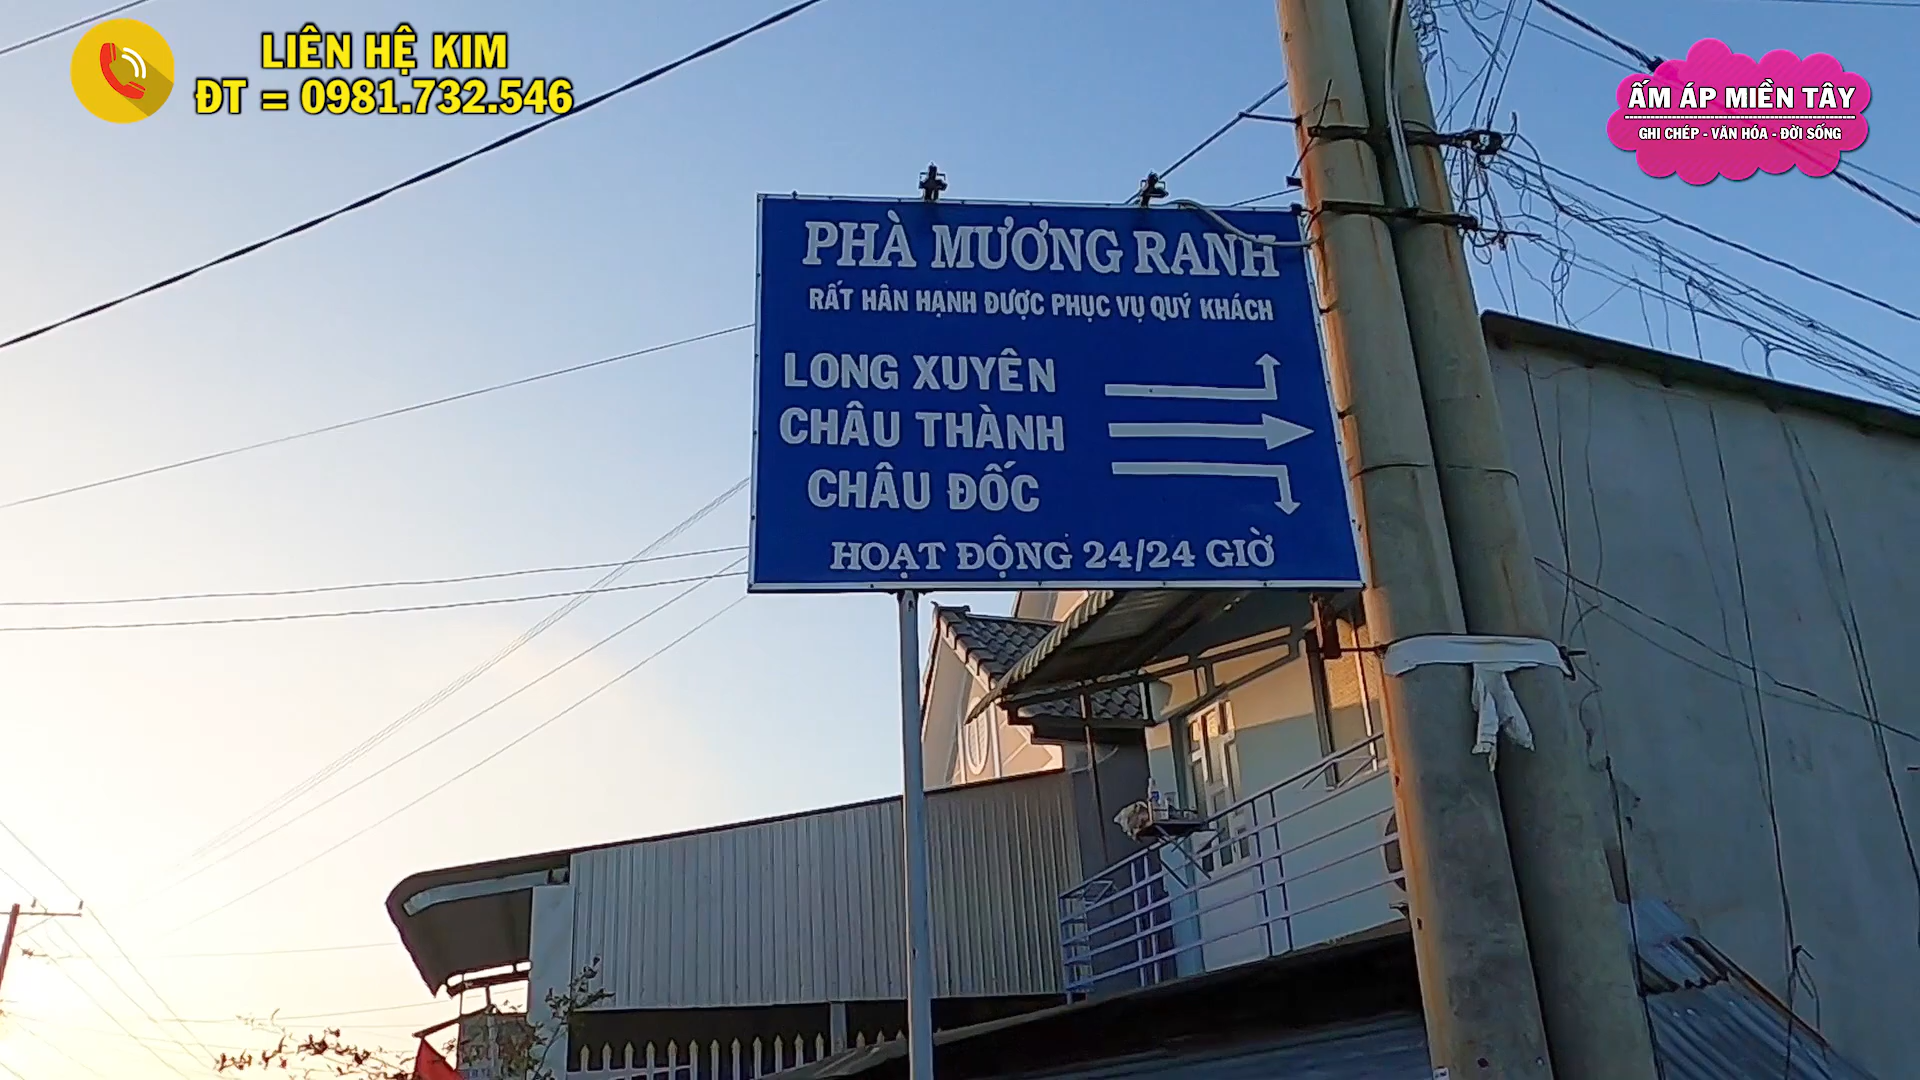 LIÊN HỆ KIM
ĐT = 0981.732.546
ẤM ÁP MIỀN TÂY
GHI CHÉP - VĂN HÓA - ĐỜI SỐNG
PHÀ MƯƠNG RANH
RẤT HÂN HẠNH ĐƯỢC PHỤC VỤ QUÝ KHÁCH
LONG XUYÊN
CHÂU THÀNH
CHÂU ĐỐC
HOẠT ĐỘNG 24/24 GIỜ